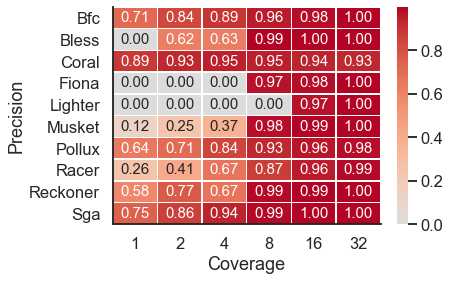 Precision
Bfc 0.71 0.84 0.89 0.96 0.98 1.00
Bless 0.00 0.62 0.63 0.99 1.00 1.00
Coral 0.89 0.93 0.95 0.95 0.94 0.93
Fiona 0.00 0.00 0.00 0.97 0.98 1.00
Lighter 0.00 0.00 0.00 0.00 0.97 1.00
Musket 0.12 0.25 0.37 0.98 0.99 1.00
Pollux 0.64 0.71 0.84 0.93 0.96 0.98
Racer 0.26 0.41 0.67 0.87 0.96 0.99
Reckoner 0.58 0.77 0.67 0.99 0.99 1.00
Sga 0.75 0.86 0.94 0.99 1.00 1.00
1 2 4 8 16 32
Coverage
0.8
0.6
0.4
0.2
0.0